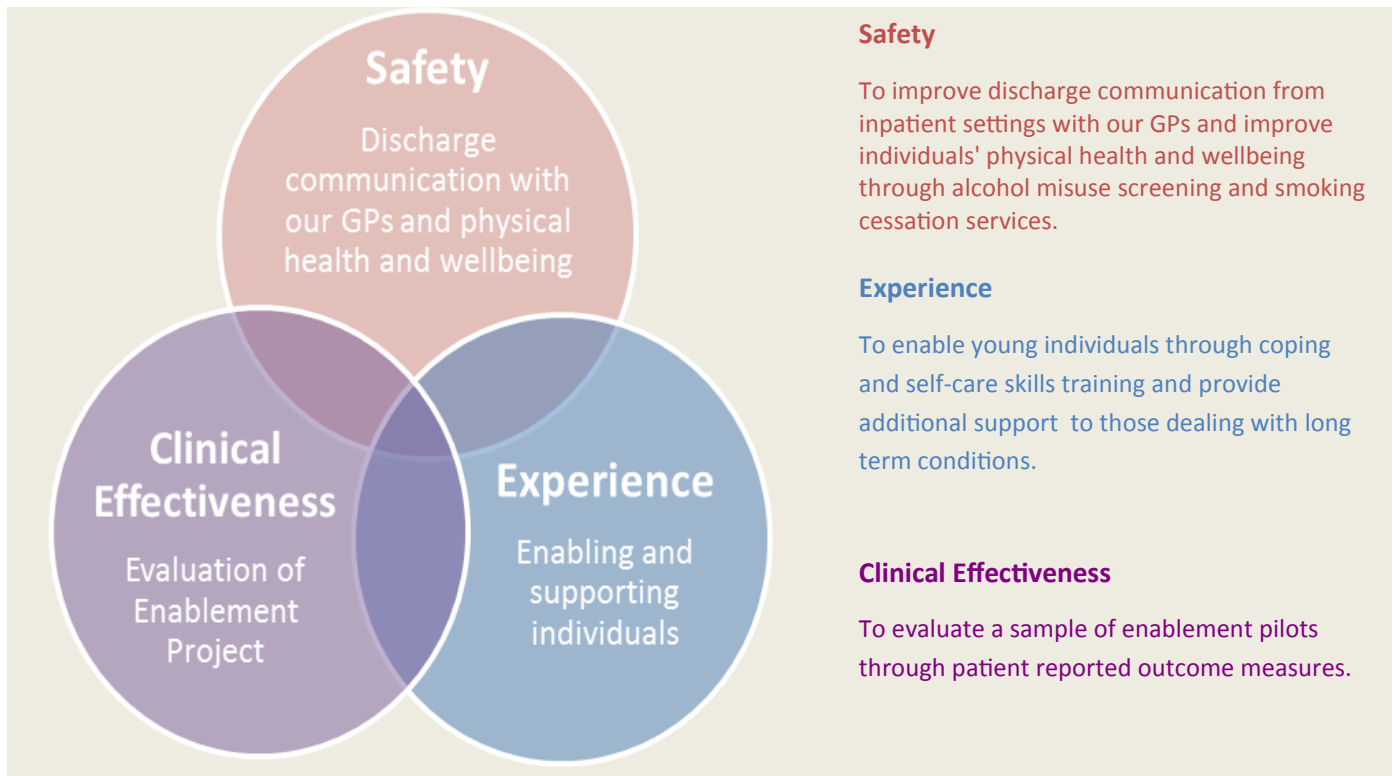 Safety
Discharge
communication with
our GPs and physical
health and wellbeing
Clinical
Effectiveness
Evaluation of
Enablement
Project
Experience
Enabling and
supporting
individuals
Safety
To improve discharge communication from
inpatient settings with our GPs and improve
individuals' physical health and wellbeing
through alcohol misuse screening and smoking
cessation services.
Experience
To enable young individuals through coping
and self-care skills training and provide
additional support  to those dealing with long
term conditions.
Clinical Effectiveness
To evaluate a sample of enablement pilots
through patient reported outcome measures.